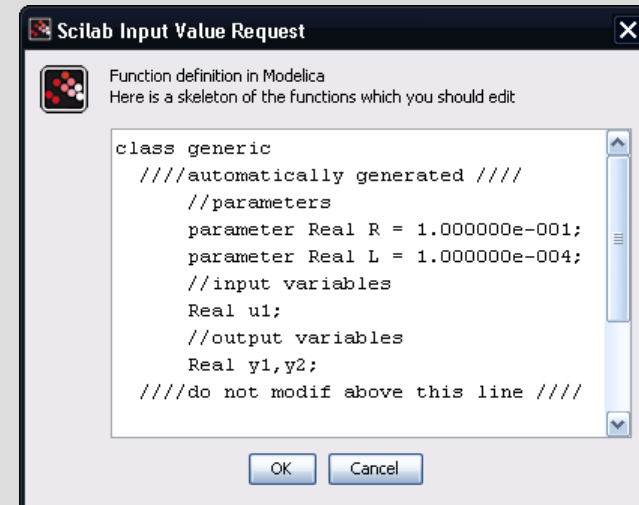 Scilab Input Value Request
Function definition in Modelica
Here is a skeleton of the functions which you should edit
class generic
////automatically generated ////
//parameters
parameter Real R = 1.000000e-001;
parameter Real L = 1.000000e-004;
//input variables
Real u1;
//output variables
Real y1,y2;
////do not modif above this line ////
OK
Cancel